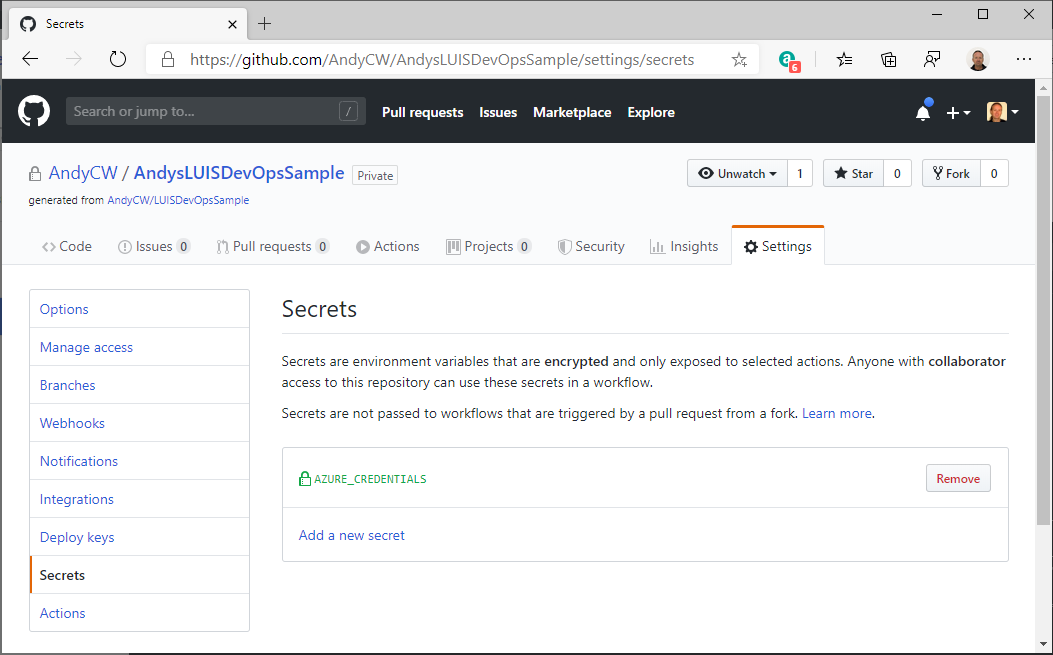 Secrets
https://github.com/AndyCW/AndysLUISDevOpsSample/settings/secrets
6
Search or jump to... /
Pull requests Issues Marketplace Explore
AndyCW / AndysLUISDevOpsSample Private
Unwatch 1 Star 0 Fork 0
generated from AndyCW/LUISDevOpsSample
Code Issues 0 Pull requests 0 Actions Projects 0 Security Insights Settings
Options
Manage access
Branches
Webhooks
Notifications
Integrations
Deploy keys
Secrets
Actions
Secrets
Secrets are environment variables that are encrypted and only exposed to selected actions. Anyone with collaborator
access to this repository can use these secrets in a workflow.
Secrets are not passed to workflows that are triggered by a pull request from a fork. Learn more.
AZURE_CREDENTIALS Remove
Add a new secret